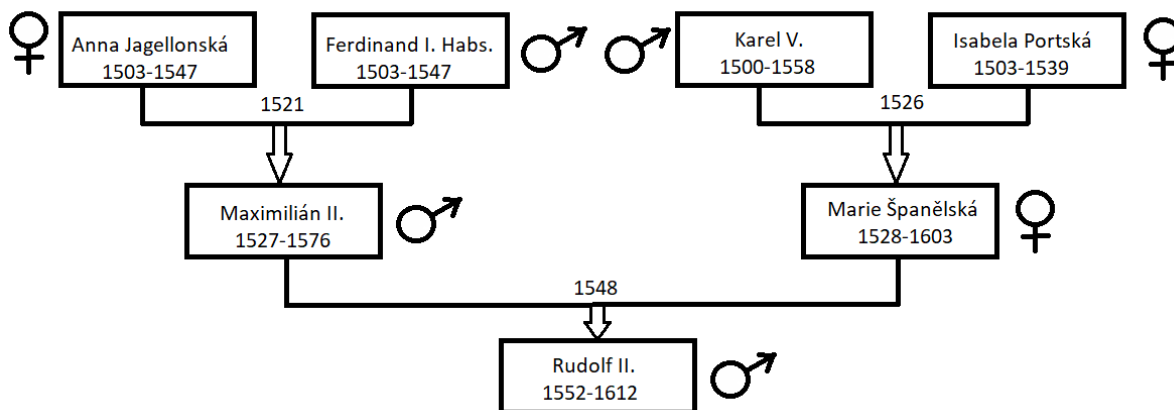 Anna Jagellonská
1503-1547
Ferdinand I. Habs.
1503-1547
Karel V.
1500-1558
Isabela Portská
1503-1539
1521
1526
Maximilián II.
1527-1576
Marie Španělská
1528-1603
1548
Rudolf II.
1552-1612